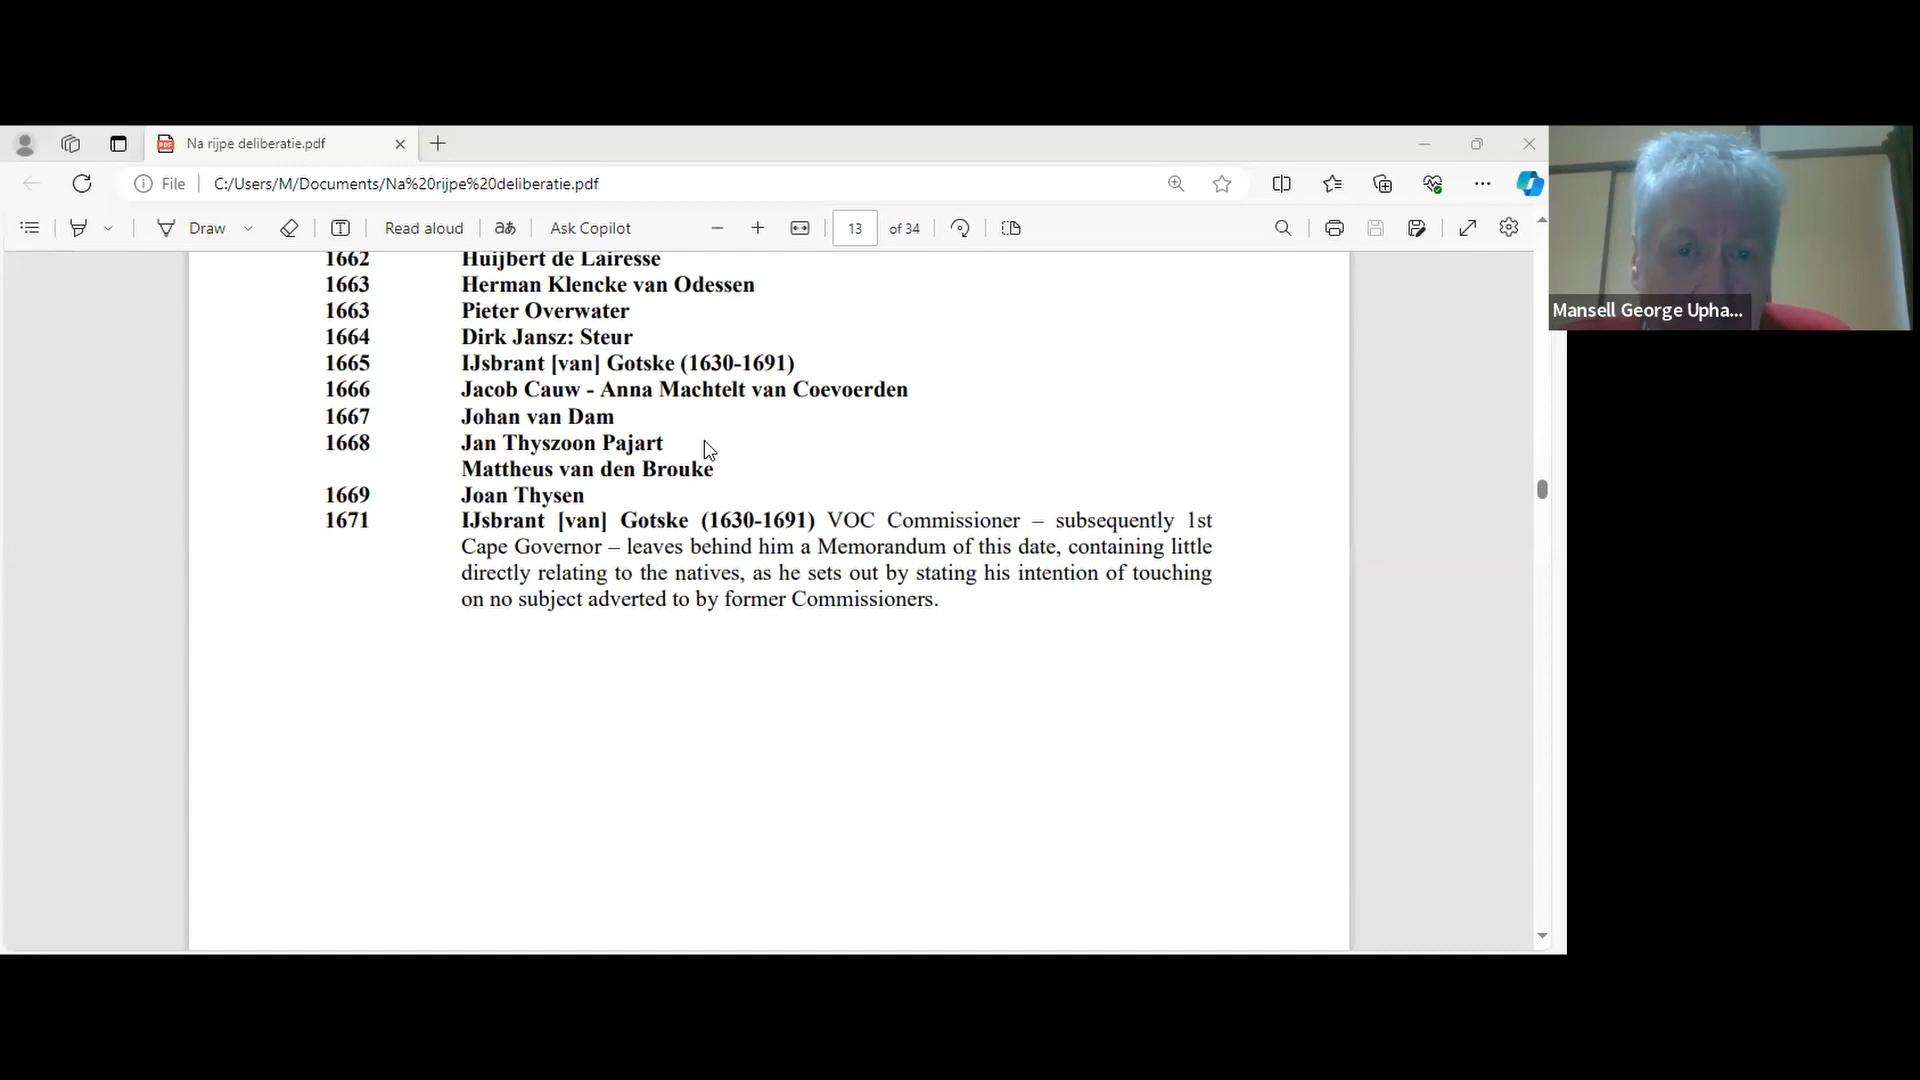 Na rijpe deliberatie.pdf
File C:/Users/M/Documents/Na%20rijpe%20deliberatie.pdf
Draw Read aloud aあ Ask Copilot 13 of 34
Mansell George Upha...
1662 Huijbert de Lairesse
1663 Herman Klencke van Odessen
1663 Pieter Overwater
1664 Dirk Jansz: Steur
1665 IJsbrant [van] Gotske (1630-1691)
1666 Jacob Cauw - Anna Machtelt van Coevoerden
1667 Johan van Dam
1668 Jan Thyszoon Pajart
Mattheus van den Brouke
1669 Joan Thysen
1671 IJsbrant [van] Gotske (1630-1691) VOC Commissioner – subsequently 1st
Cape Governor – leaves behind him a Memorandum of this date, containing little
directly relating to the natives, as he sets out by stating his intention of touching
on no subject adverted to by former Commissioners.